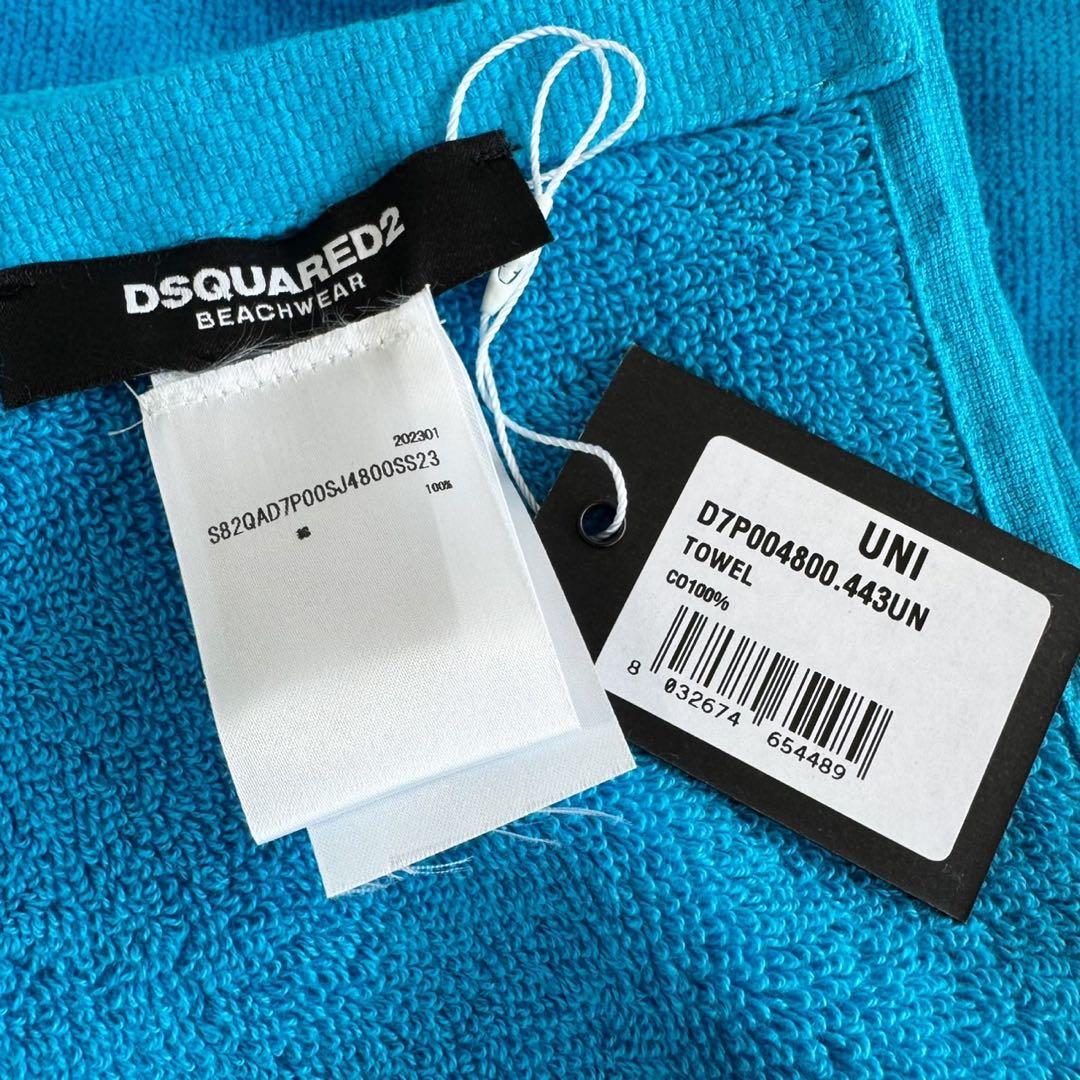 DSQUARED2
BEACHWEAR
202301
S82QAD7P00SJ4800SS23
100%
UNI
D7P004800.443UN
TOWEL
CO100%
8 032674 654489